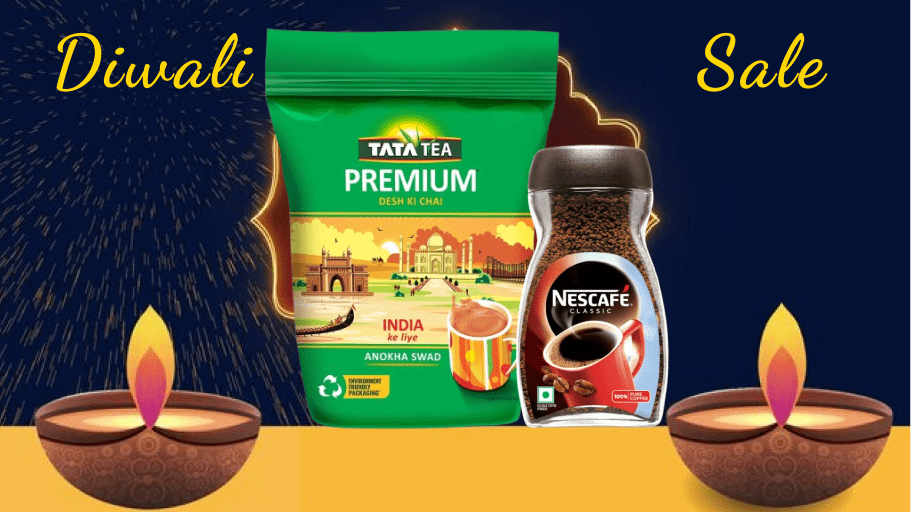 Diwali Sale
TATA TEA
PREMIUM
DESH KI CHAI
INDIA
ke liye
ANOKHA SWAD
ENVIRONMENT
FRIENDLY
PACKAGING*
NESCAFÉ
CLASSIC
100% PURE
COFFEE